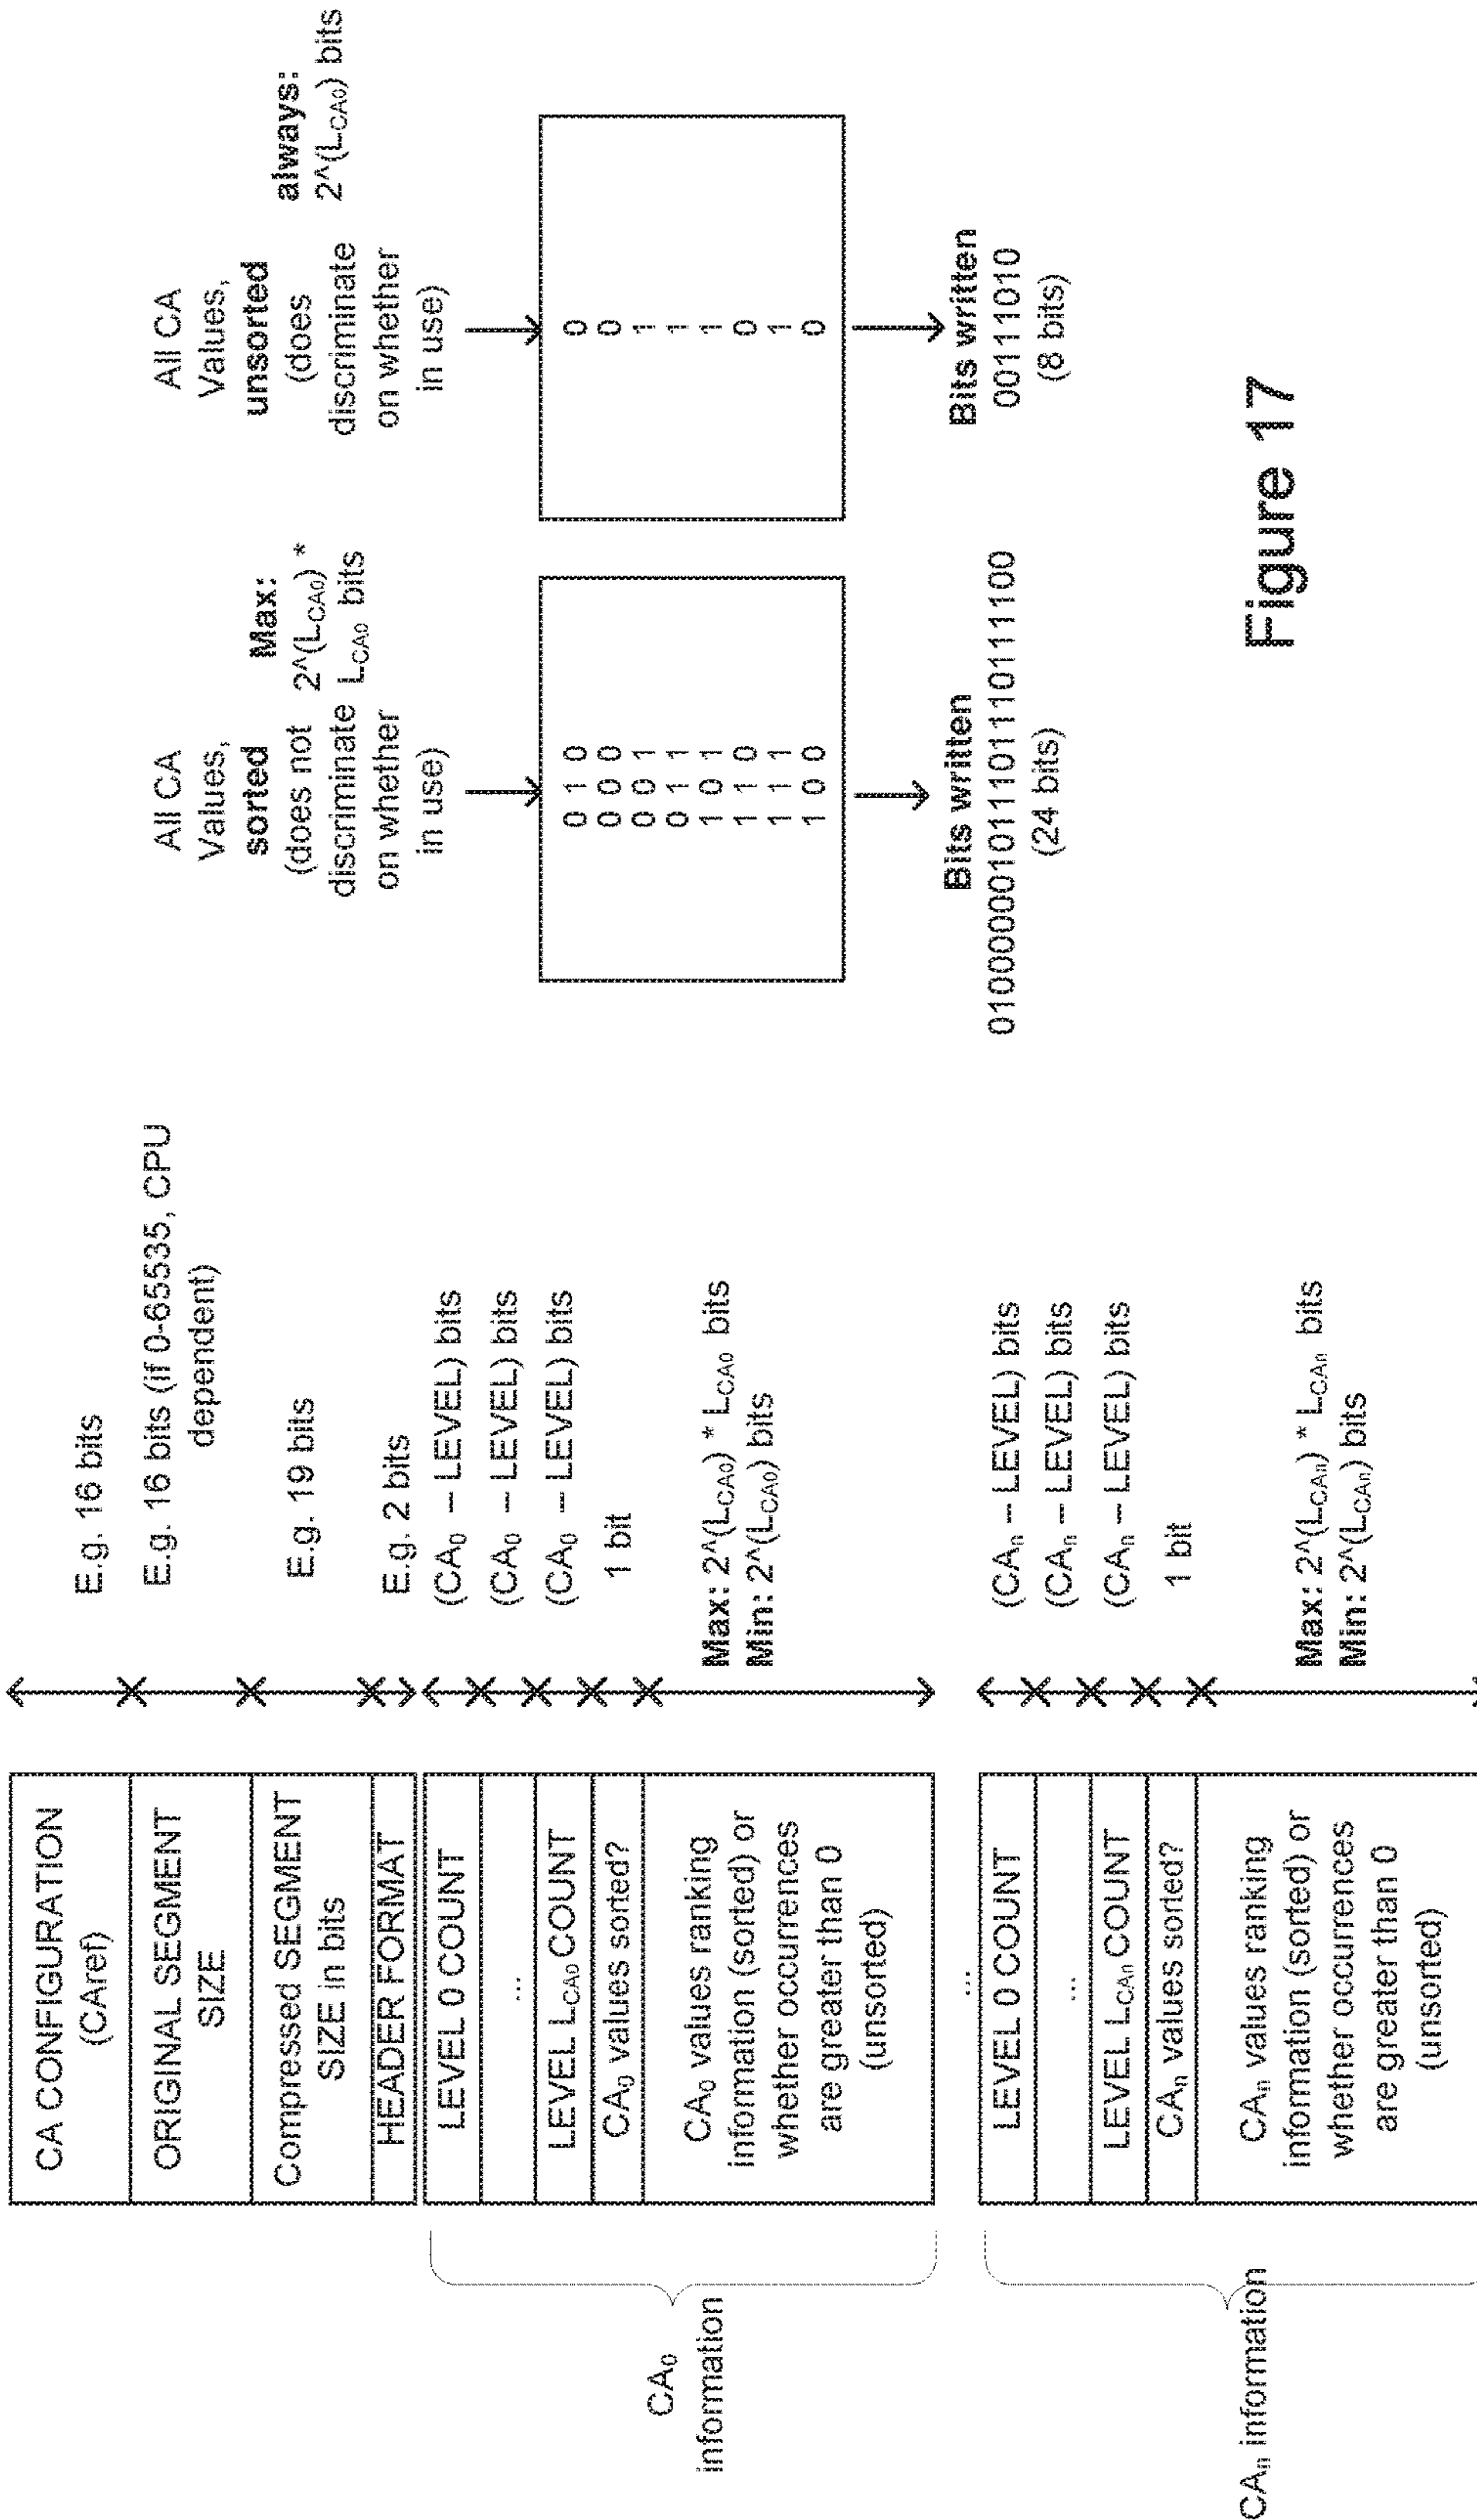 CA CONFIGURATION
(CAref)
ORIGINAL SEGMENT
SIZE
Compressed SEGMENT
SIZE in bits
HEADER FORMAT
LEVEL 0 COUNT
...
LEVEL L_CA0 COUNT
CA₀ values sorted?
CA₀ values ranking
information (sorted) or
whether occurrences
are greater than 0
(unsorted)
CA₀
information
...
LEVEL 0 COUNT
...
LEVEL L_CAn COUNT
CAₙ values sorted?
CAₙ values ranking
information (sorted) or
whether occurrences
are greater than 0
(unsorted)
CAₙ information
E.g. 16 bits
E.g. 16 bits (if 0-65535, CPU
dependent)
E.g. 19 bits
E.g. 2 bits
(CA₀ – LEVEL) bits
(CA₀ – LEVEL) bits
(CA₀ – LEVEL) bits
1 bit
Max: 2^(L_CA0) * L_CA0 bits
Min: 2^(L_CA0) bits
(CAₙ – LEVEL) bits
(CAₙ – LEVEL) bits
(CAₙ – LEVEL) bits
1 bit
Max: 2^(L_CAn) * L_CAn bits
Min: 2^(L_CAn) bits
All CA
Values,
sorted
(does not
discriminate
on whether
in use)
Max:
2^(L_CA0) *
L_CA0 bits
0 1 0
0 0 0
0 0 1
0 1 1
1 0 1
1 1 0
1 1 1
1 0 0
Bits written
010000001011101110111100
(24 bits)
All CA
Values,
unsorted
(does
discriminate
on whether
in use)
always:
2^(L_CA0) bits
0
0
1
1
1
0
1
0
Bits written
00111010
(8 bits)
Figure 17